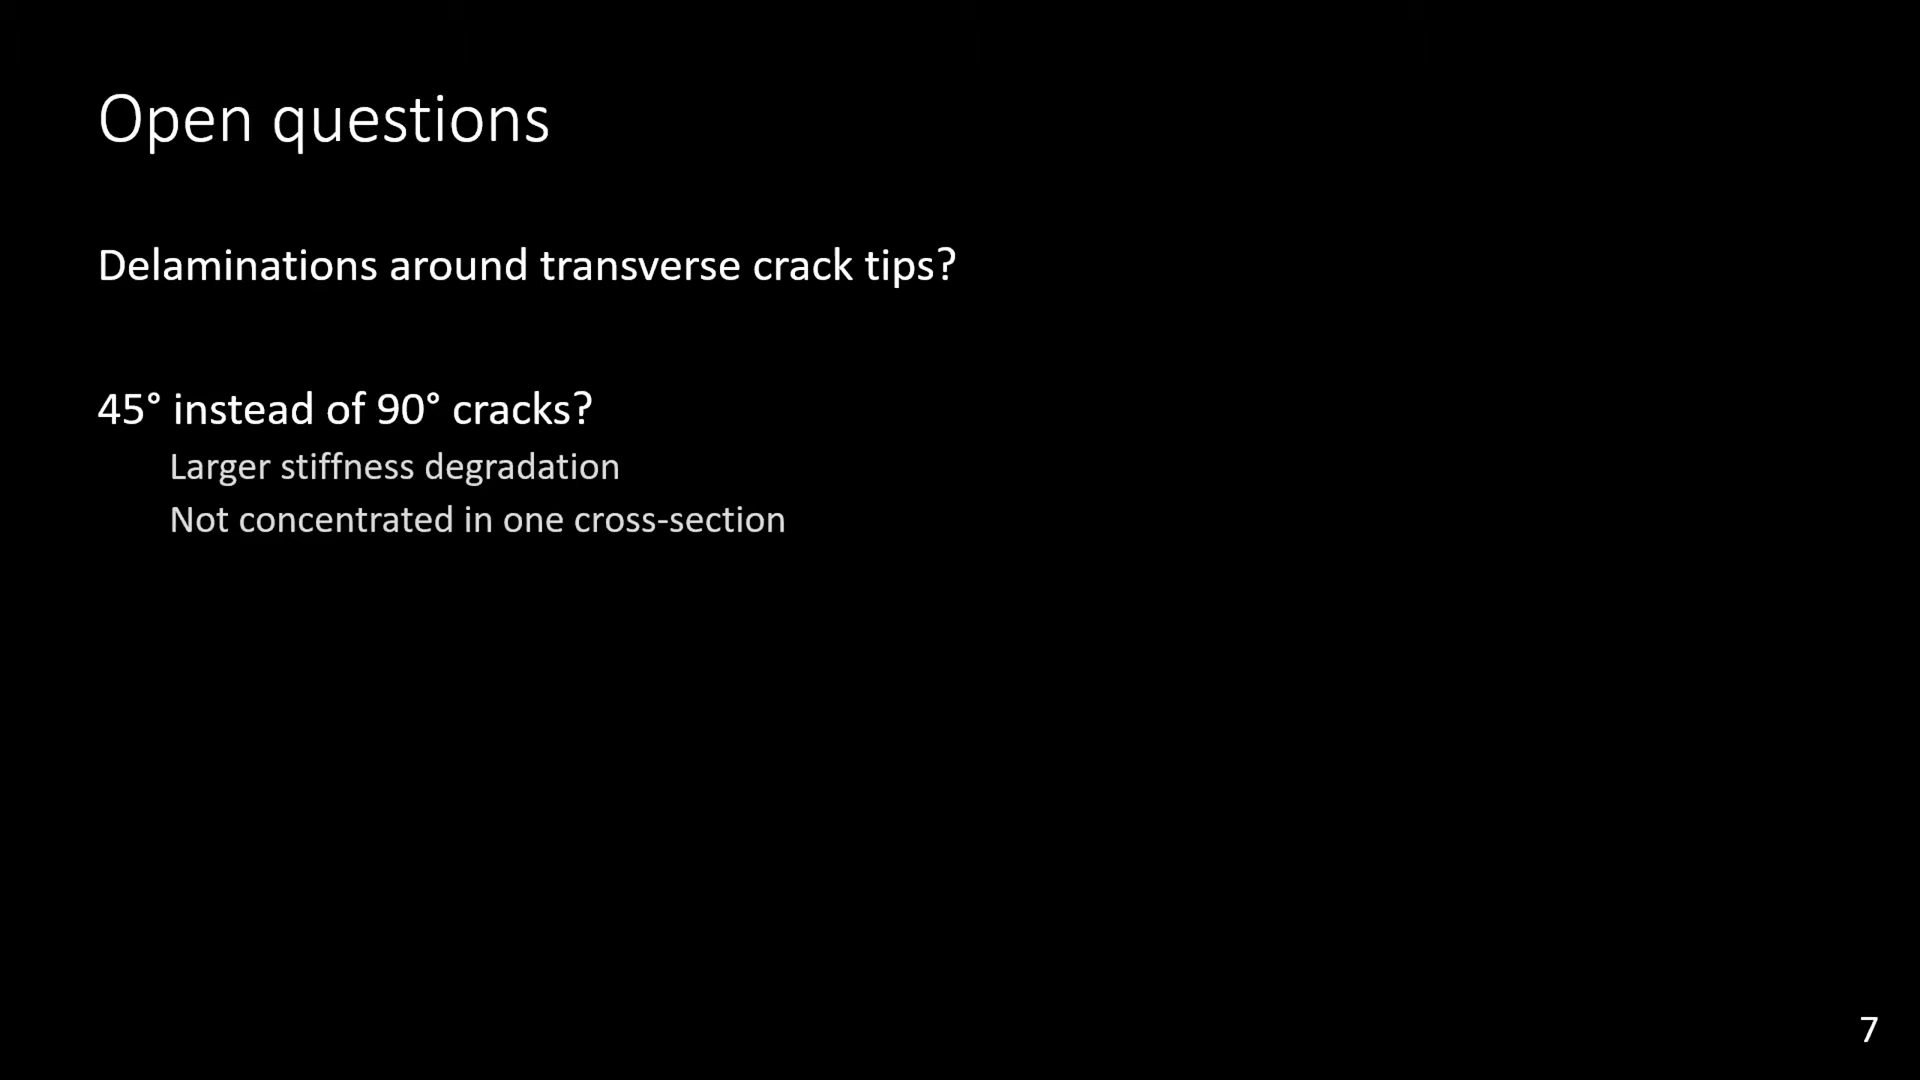 Open questions
Delaminations around transverse crack tips?
45° instead of 90° cracks?
Larger stiffness degradation
Not concentrated in one cross-section
7